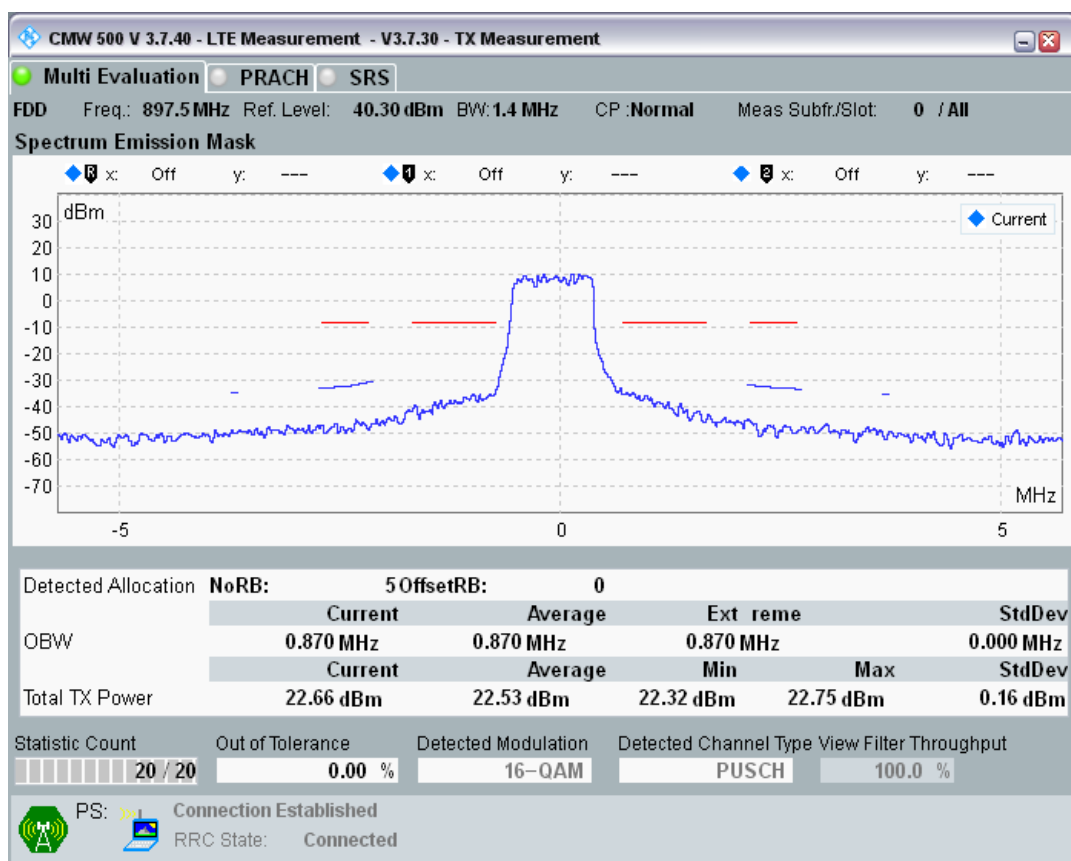 CMW 500 V 3.7.40 - LTE Measurement - V3.7.30 - TX Measurement
Multi Evaluation PRACH SRS
FDD Freq.: 897.5 MHz Ref. Level: 40.30 dBm BW: 1.4 MHz CP :Normal Meas Subfr./Slot: 0 / All
Spectrum Emission Mask
R x: Off y: --- 1 x: Off y: --- 2 x: Off y: ---
dBm
Current
30
20
10
0
-10
-20
-30
-40
-50
-60
-70
MHz
-5 0 5
Detected Allocation NoRB: 5 OffsetRB: 0
Current Average Ext reme StdDev
OBW 0.870 MHz 0.870 MHz 0.870 MHz 0.000 MHz
Current Average Min Max StdDev
Total TX Power 22.66 dBm 22.53 dBm 22.32 dBm 22.75 dBm 0.16 dBm
Statistic Count Out of Tolerance Detected Modulation Detected Channel Type View Filter Throughput
20 / 20 0.00 % 16-QAM PUSCH 100.0 %
PS: Connection Established
RRC State: Connected